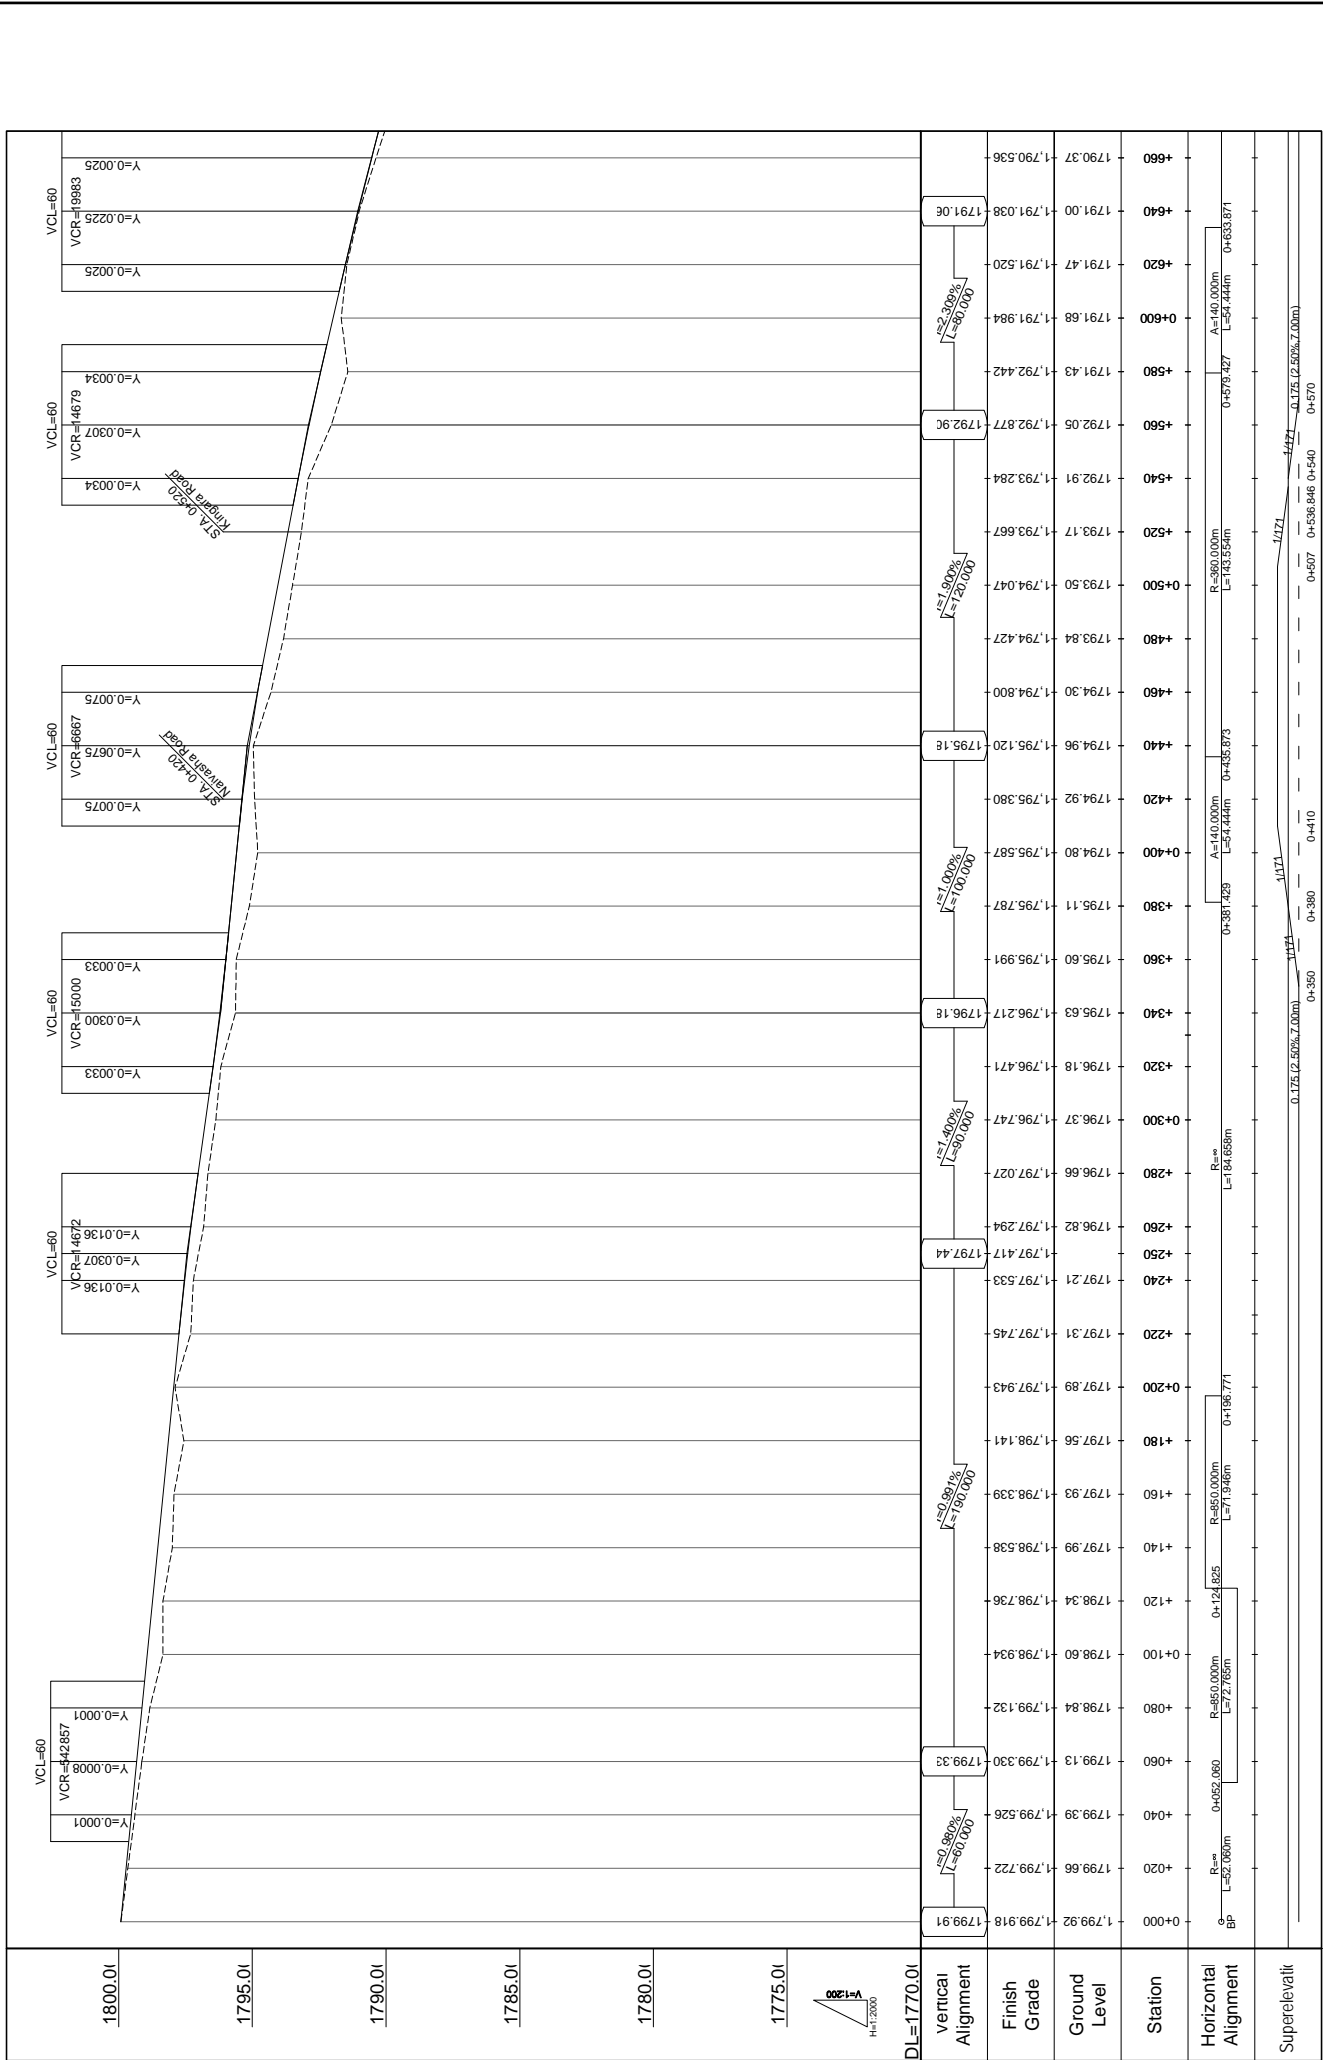 VCL=60
VCR=542857
Y=0.0001
Y=0.0008
Y=0.0001
VCL=60
VCR=14672
Y=0.0136
Y=0.0307
Y=0.0136
VCL=60
VCR=15000
Y=0.0033
Y=0.0300
Y=0.0033
VCL=60
VCR=6667
Y=0.0075
Y=0.0675
Y=0.0075
STA. 0+420
Naivasha Road
VCL=60
VCR=14679
Y=0.0034
Y=0.0307
Y=0.0034
STA. 0+520
Kingara Road
VCL=60
VCR=19983
Y=0.0025
Y=0.0225
Y=0.0025
1800.0
1795.0
1790.0
1785.0
1780.0
1775.0
V=1:200
H=1:2000
DL=1770.0
Vertical
Alignment
1799.91
i=0.980%
L=60.000
1799.33
i=0.991%
L=190.000
1797.44
i=1.400%
L=90.000
1796.18
i=1.000%
L=100.000
1795.18
i=1.900%
L=120.000
1792.90
i=2.309%
L=80.000
1791.06
Finish
Grade
1,799.918
1,799.722
1,799.526
1,799.330
1,799.132
1,798.934
1,798.736
1,798.538
1,798.339
1,798.141
1,797.943
1,797.745
1,797.533
1,797.417
1,797.294
1,797.027
1,796.747
1,796.471
1,796.217
1,795.991
1,795.787
1,795.587
1,795.380
1,795.120
1,794.800
1,794.427
1,794.047
1,793.667
1,793.284
1,792.877
1,792.442
1,791.984
1,791.520
1,791.038
1,790.536
Ground
Level
1,799.92
1799.66
1799.39
1799.13
1798.84
1798.60
1798.34
1797.99
1797.93
1797.56
1797.89
1797.31
1797.21
1796.82
1796.66
1796.37
1796.18
1795.63
1795.60
1795.11
1794.80
1794.92
1794.96
1794.30
1793.84
1793.50
1793.17
1792.91
1792.05
1791.43
1791.68
1791.47
1791.00
1790.37
Station
0+000
+020
+040
+060
+080
0+100
+120
+140
+160
+180
0+200
+220
+240
+250
+260
+280
0+300
+320
+340
+360
+380
0+400
+420
+440
+460
+480
0+500
+520
+540
+560
+580
0+600
+620
+640
+660
Horizontal
Alignment
BP
R=∞
L=52.060m
0+052.060
R=850.000m
L=72.765m
0+124.825
R=850.000m
L=71.946m
0+196.771
R=∞
L=184.658m
0+381.429
A=140.000m
L=54.444m
0+435.873
R=360.000m
L=143.554m
0+579.427
A=140.000m
L=54.444m
0+633.871
Superelevati
0.175 (2.50%,7.00m)
0+350
1/171
0+380
1/171
0+410
0+507
1/171
0+536.846
0+540
1/171
0+570
0.175 (2.50%,7.00m)